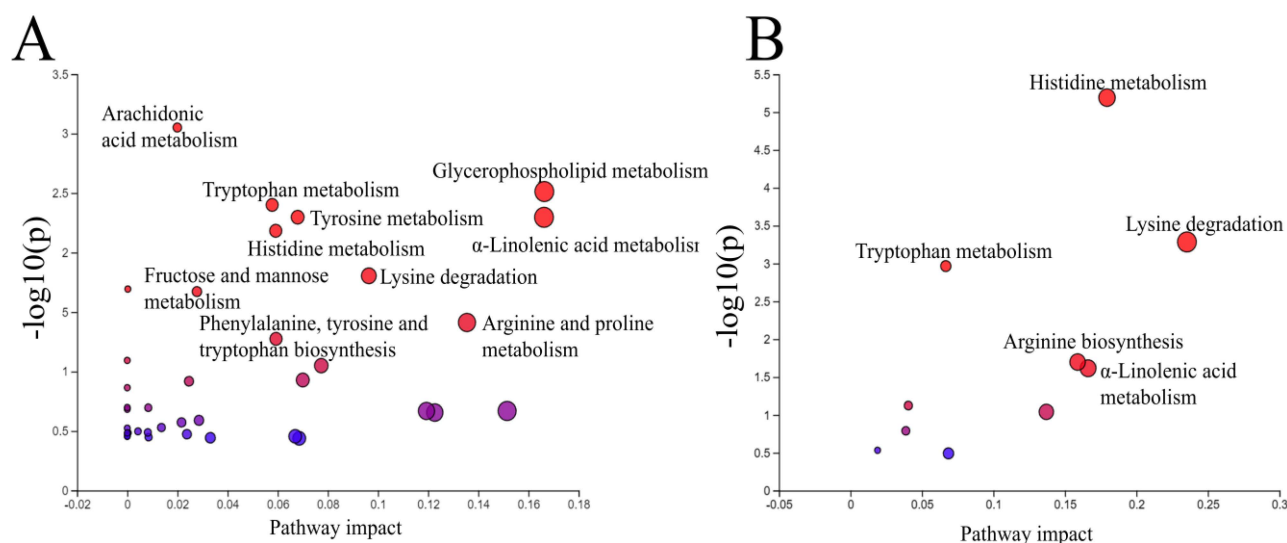 A
3.5
3
2.5
2
5
1
0.5
0
-log10(p)
Arachidonic
acid metabolism
Glycerophospholipid metabolism
Tryptophan metabolism
Tyrosine metabolism
Histidine metabolism
α-Linolenic acid metabolisr
Fructose and mannose
metabolism
Lysine degradation
Phenylalanine, tyrosine and
tryptophan biosynthesis
Arginine and proline
metabolism
-0.02
0
0.02
0.04
0.06
0.08
0.10
0.12
0.14
0.16
0.18
Pathway impact
B
5.5
5
4.5
4
3.5
3
2.5
2
1.5
1
0.5
0
-log10(p)
Histidine metabolism
Lysine degradation
Tryptophan metabolism
Arginine biosynthesis
α-Linolenic acid
metabolism
-0.05
0
0.05
0.1
0.15
0.2
0.25
0.3
Pathway impact